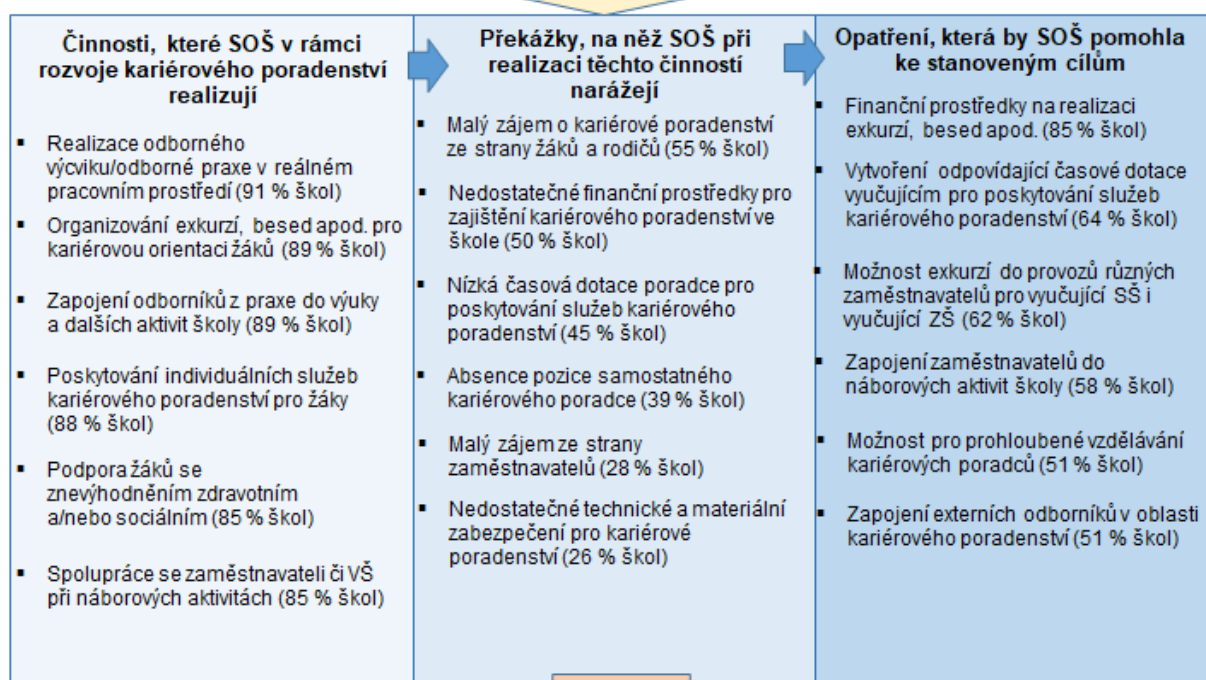 Činnosti, které SOŠ v rámci
rozvoje kariérového poradenství
realizují
▪ Realizace odborného
výcviku/odborné praxe v reálném
pracovním prostředí (91 % škol)
▪ Organizování exkurzí, besed apod. pro
kariérovou orientaci žáků (89 % škol)
▪ Zapojení odborníků z praxe do výuky
a dalších aktivit školy (89 % škol)
▪ Poskytování individuálních služeb
kariérového poradenství pro žáky
(88 % škol)
▪ Podpora žáků se
znevýhodněním zdravotním
a/nebo sociálním (85 % škol)
▪ Spolupráce se zaměstnavateli či VŠ
při náborových aktivitách (85 % škol)
Překážky, na něž SOŠ při
realizaci těchto činností
narážejí
▪ Malý zájem o kariérové poradenství
ze strany žáků a rodičů (55 % škol)
▪ Nedostatečné finanční prostředky pro
zajištění kariérového poradenství ve
škole (50 % škol)
▪ Nízká časová dotace poradce pro
poskytování služeb kariérového
poradenství (45 % škol)
▪ Absence pozice samostatného
kariérového poradce (39 % škol)
▪ Malý zájem ze strany
zaměstnavatelů (28 % škol)
▪ Nedostatečné technické a materiální
zabezpečení pro kariérové
poradenství (26 % škol)
Opatření, která by SOŠ pomohla
ke stanoveným cílům
▪ Finanční prostředky na realizaci
exkurzí, besed apod. (85 % škol)
▪ Vytvoření odpovídající časové dotace
vyučujícím pro poskytování služeb
kariérového poradenství (64 % škol)
▪ Možnost exkurzí do provozů různých
zaměstnavatelů pro vyučující SŠ i
vyučující ZŠ (62 % škol)
▪ Zapojení zaměstnavatelů do
náborových aktivit školy (58 % škol)
▪ Možnost pro prohloubené vzdělávání
kariérových poradců (51 % škol)
▪ Zapojení externích odborníků v oblasti
kariérového poradenství (51 % škol)